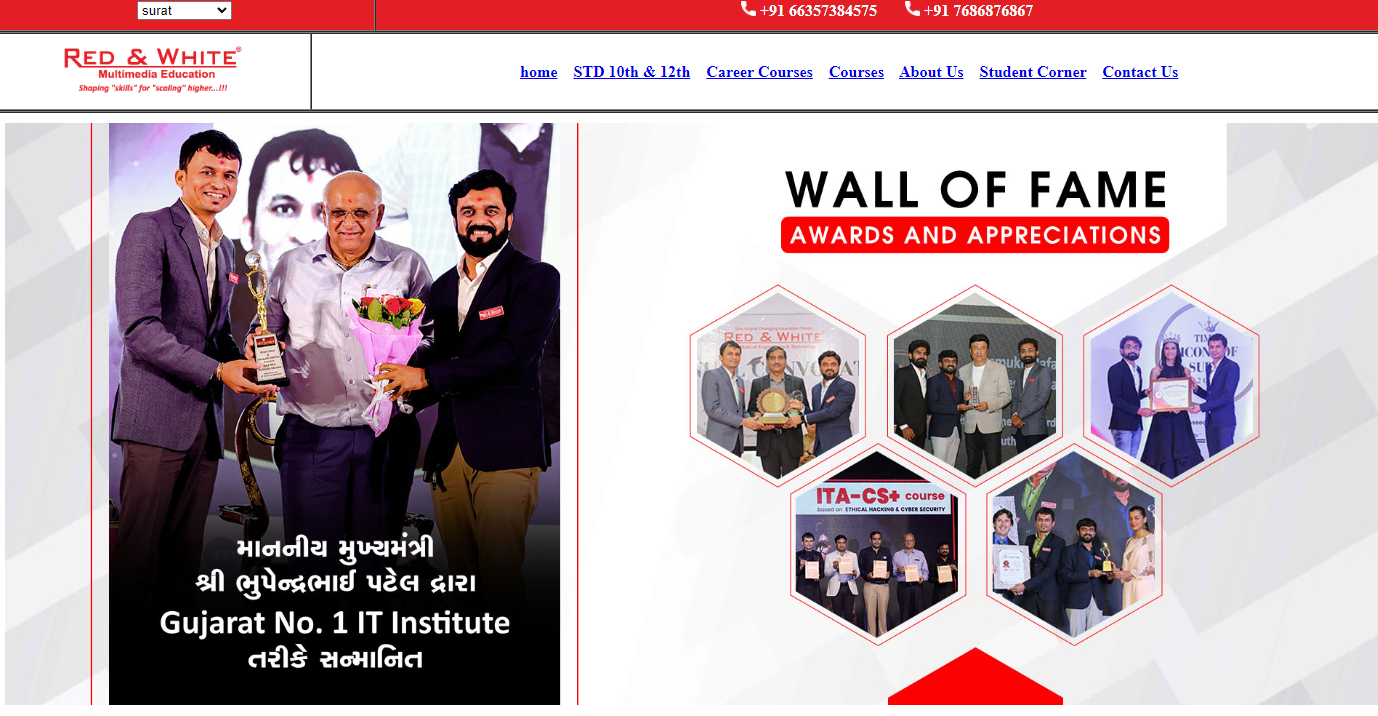 surat
+91 66357384575
+91 7686876867
RED & WHITE®
Multimedia Education
Shaping "skills" for "scaling" higher...!!!
home STD 10th & 12th Career Courses Courses About Us Student Corner Contact Us
માનનીય મુખ્યમંત્રી
શ્રી ભુપેન્દ્રભાઈ પટેલ દ્વારા
Gujarat No. 1 IT Institute
તરીકે સન્માનિત
WALL OF FAME
AWARDS AND APPRECIATIONS
RED & WHITE
ITA-CS+ course
based on ETHICAL HACKING & CYBER SECURITY